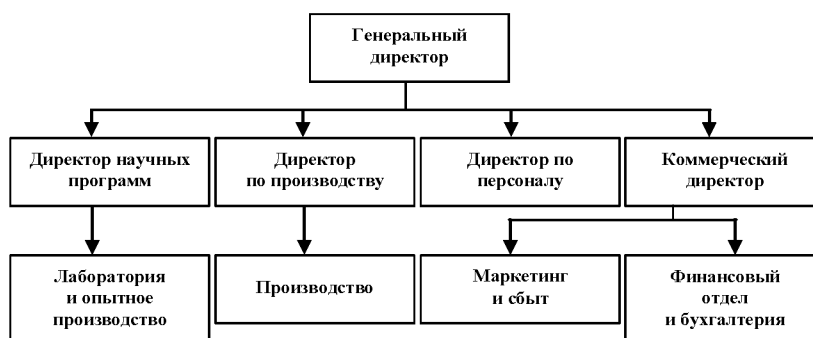 Генеральный
директор
Директор научных
программ
Директор
по производству
Директор по
персоналу
Коммерческий
директор
Лаборатория
и опытное
производство
Производство
Маркетинг
и сбыт
Финансовый
отдел
и бухгалтерия